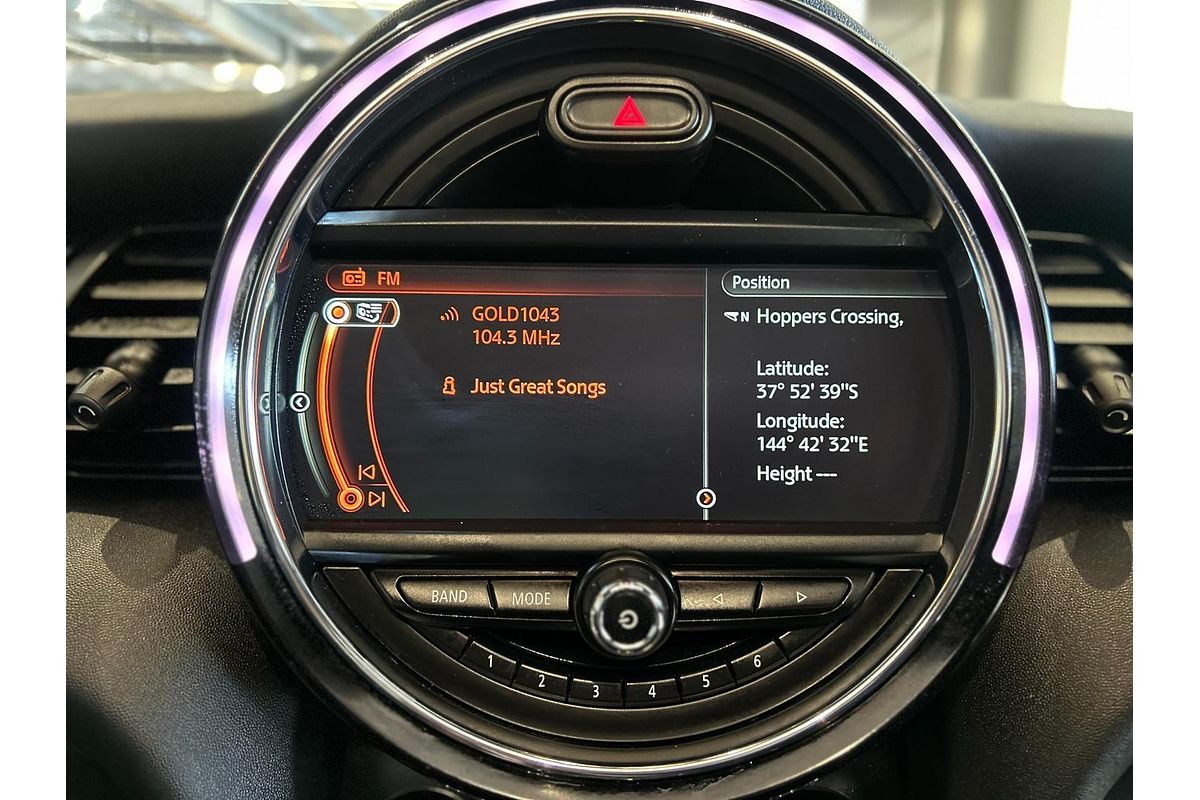 FM
GOLD1043
104.3 MHz
Just Great Songs
Position
N Hoppers Crossing,
Latitude:
37° 52' 39"S
Longitude:
144° 42' 32"E
Height ---
BAND
MODE
1
2
3
4
5
6